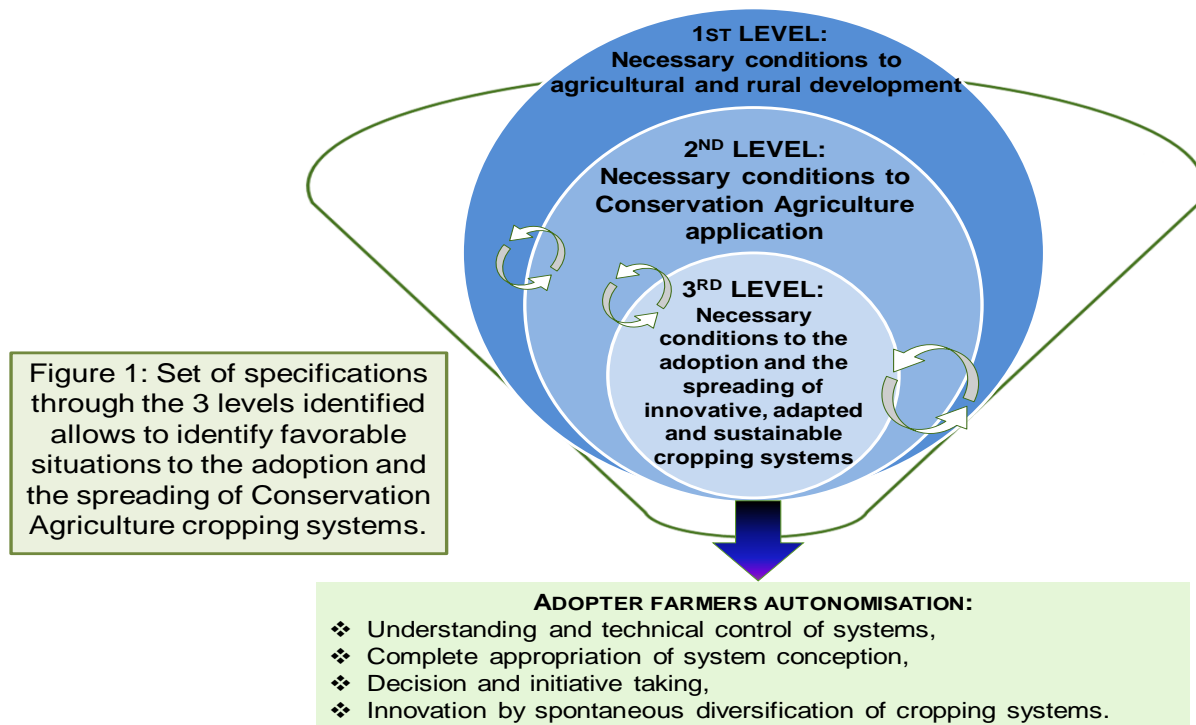 1ST LEVEL:
Necessary conditions to
agricultural and rural development
2ND LEVEL:
Necessary conditions to
Conservation Agriculture
application
3RD LEVEL:
Necessary
conditions to the
adoption and the
spreading of
innovative, adapted
and sustainable
cropping systems
Figure 1: Set of specifications
through the 3 levels identified
allows to identify favorable
situations to the adoption and
the spreading of Conservation
Agriculture cropping systems.
ADOPTER FARMERS AUTONOMISATION:
❖ Understanding and technical control of systems,
❖ Complete appropriation of system conception,
❖ Decision and initiative taking,
❖ Innovation by spontaneous diversification of cropping systems.